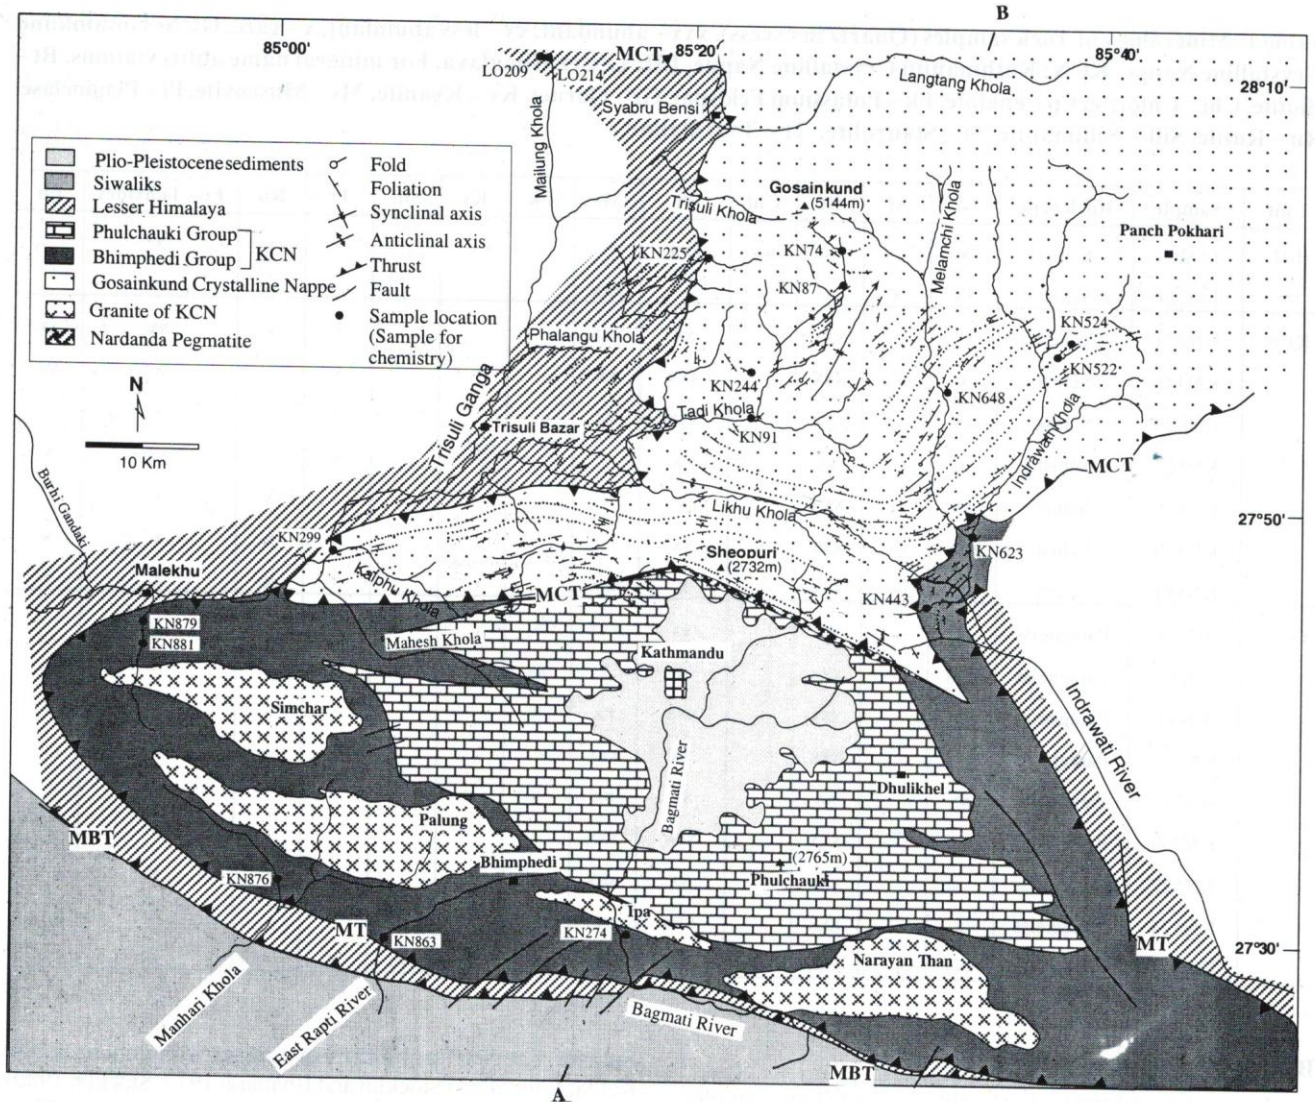 B
85°00'
MCT
85°20'
85°40'
LO209
LO214
Langtang Khola
28°10'
Syabru Bensi
Mailung Khola
Plio-Pleistocene sediments
Siwaliks
Lesser Himalaya
Phulchauki Group
Bhimphedi Group
KCN
Gosainkund Crystalline Nappe
Granite of KCN
Nardanda Pegmatite
Fold
Foliation
Synclinal axis
Anticlinal axis
Thrust
Fault
Sample location
(Sample for
chemistry)
Gosainkund
(5144m)
Trisuli Khola
Melamchi Khola
Panch Pokhari
KN225
KN74
KN87
KN524
KN522
Phalangu Khola
KN244
KN648
Tadi Khola
KN91
Indrawati Khola
MCT
N
10 Km
Trisuli Ganga
Trisuli Bazar
Burhi Gandaki
Likhu Khola
27°50'
KN299
Malekhu
Kalphu Khola
Sheopuri
(2732m)
KN623
MCT
KN443
KN879
KN881
Mahesh Khola
Kathmandu
Simchar
Indrawati River
Bagmati River
Dhulikhel
Palung
MBT
Bhimphedi
(2765m)
Phulchauki
KN876
Ipa
MT
KN863
KN274
MT
27°30'
Narayan Than
Manhari Khola
East Rapti River
Bagmati River
MBT
A